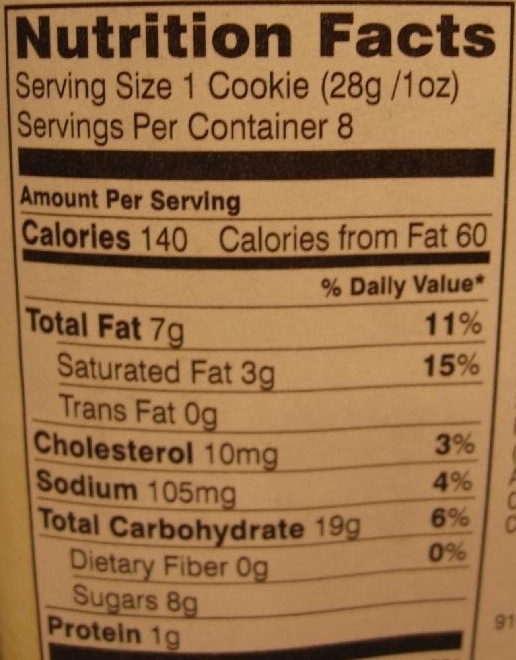 Nutrition Facts
Serving Size 1 Cookie (28g /1oz)
Servings Per Container 8
Amount Per Serving
Calories 140 Calories from Fat 60
% Daily Value*
Total Fat 7g 11%
Saturated Fat 3g 15%
Trans Fat 0g
Cholesterol 10mg 3%
Sodium 105mg 4%
Total Carbohydrate 19g 6%
Dietary Fiber 0g 0%
Sugars 8g
Protein 1g
91